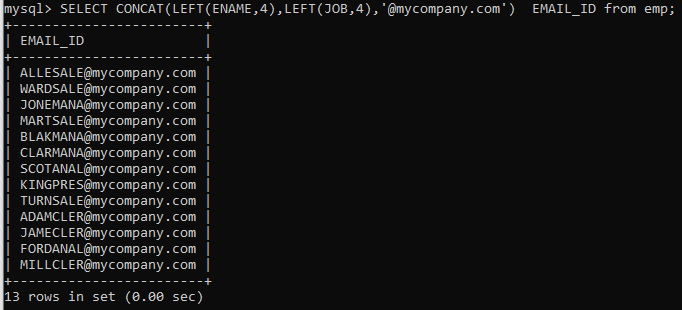 mysql> SELECT CONCAT(LEFT(ENAME,4),LEFT(JOB,4),'@mycompany.com')  EMAIL_ID from emp;
+------------------------+
| EMAIL_ID               |
+------------------------+
| ALLESALE@mycompany.com |
| WARDSALE@mycompany.com |
| JONEMANA@mycompany.com |
| MARTSALE@mycompany.com |
| BLAKMANA@mycompany.com |
| CLARMANA@mycompany.com |
| SCOTANAL@mycompany.com |
| KINGPRES@mycompany.com |
| TURNSALE@mycompany.com |
| ADAMCLER@mycompany.com |
| JAMECLER@mycompany.com |
| FORDANAL@mycompany.com |
| MILLCLER@mycompany.com |
+------------------------+
13 rows in set (0.00 sec)